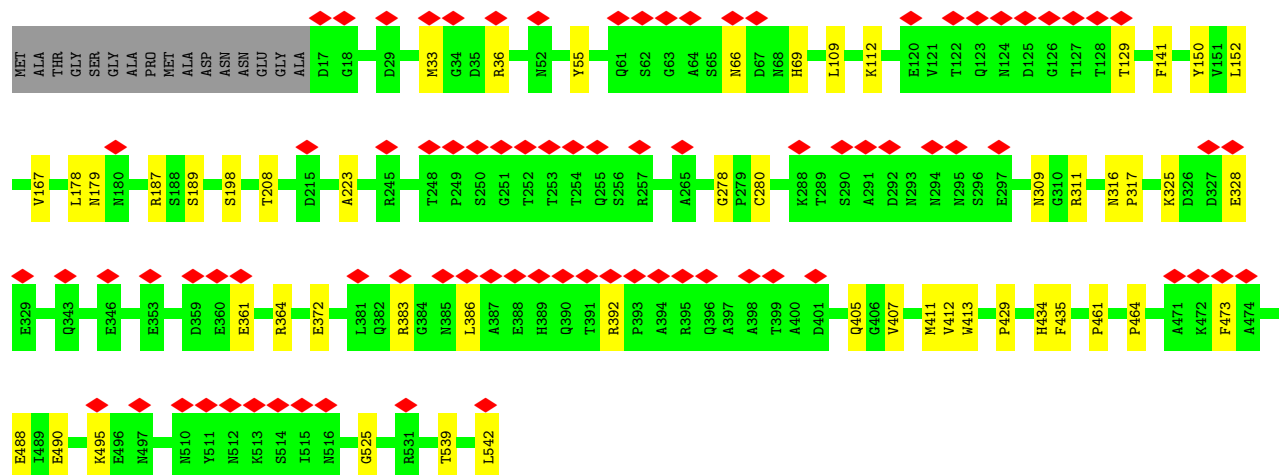 MET ALA THR GLY SER GLY ALA PRO MET ALA ASP ASN ASN GLU GLY ALA D17 G18 D29 M33 G34 D35 R36 N52 Y55 Q61 S62 G63 A64 S65 N66 D67 N68 H69 L109 K112 E120 V121 T122 Q123 N124 D125 G126 T127 T128 T129 F141 Y150 V151 L152
V167 L178 N179 N180 R187 S188 S189 S198 T208 D215 A223 R245 T248 P249 S250 G251 T252 T253 T254 Q255 S256 R257 A265 G278 P279 C280 K288 T289 S290 A291 D292 N293 N294 N295 S296 E297 N309 G310 R311 N316 P317 K325 D326 D327 E328
E329 Q343 E346 E353 D359 E360 E361 R364 E372 L381 Q382 R383 G384 N385 L386 A387 E388 H389 Q390 T391 R392 P393 A394 R395 Q396 A397 A398 T399 A400 D401 Q405 G406 V407 M411 V412 W413 P429 H434 F435 P461 P464 A471 K472 F473 A474
E488 I489 E490 K495 E496 N497 N510 Y511 N512 K513 S514 I515 N516 G525 R531 T539 L542